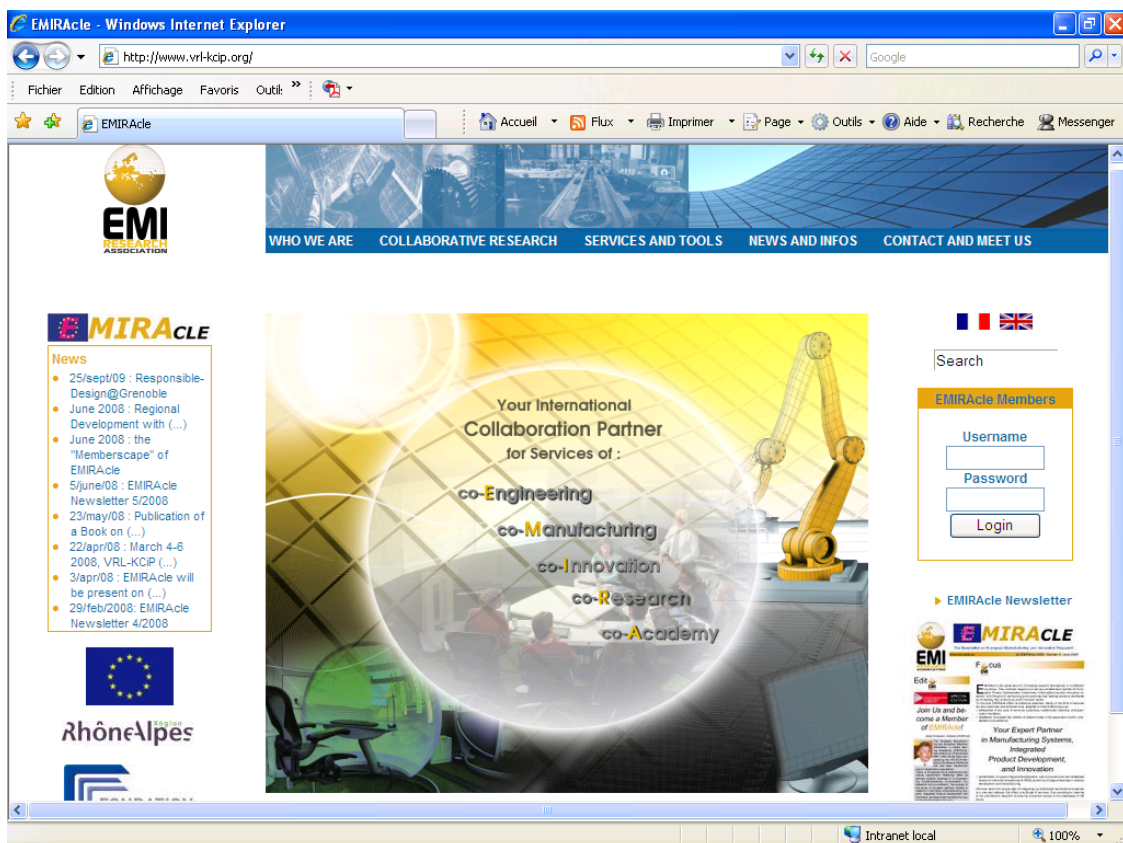 EMIRAcle - Windows Internet Explorer
http://www.vrl-kcip.org/
Google
Fichier Edition Affichage Favoris Outil: »
EMIRAcle
Accueil Flux Imprimer Page Outils Aide Recherche Messenger
EMI
RESEARCH
ASSOCIATION
WHO WE ARE COLLABORATIVE RESEARCH SERVICES AND TOOLS NEWS AND INFOS CONTACT AND MEET US
EMIRAcle
News
25/sept/09 : Responsible-
Design@Grenoble
June 2008 : Regional
Development with (...)
June 2008 : the
"Memberscape" of
EMIRAcle
5/june/08 : EMIRAcle
Newsletter 5/2008
23/may/08 : Publication of
a Book on (...)
22/apr/08 : March 4-6
2008, VRL-KCiP (...)
3/apr/08 : EMIRAcle will
be present on (...)
29/feb/2008: EMIRAcle
Newsletter 4/2008
RhôneAlpes Région
FONDATION
Your International
Collaboration Partner
for Services of :
co-Engineering
co-Manufacturing
co-Innovation
co-Research
co-Academy
Search
EMIRAcle Members
Username
Password
Login
EMIRAcle Newsletter
EMI
EMIRAcle
Focus
Edit
Join Us and be-
come a Member
of EMIRAcle!
Your Expert Partner
in Manufacturing Systems,
Integrated
Product Development,
and Innovation
Intranet local
100%